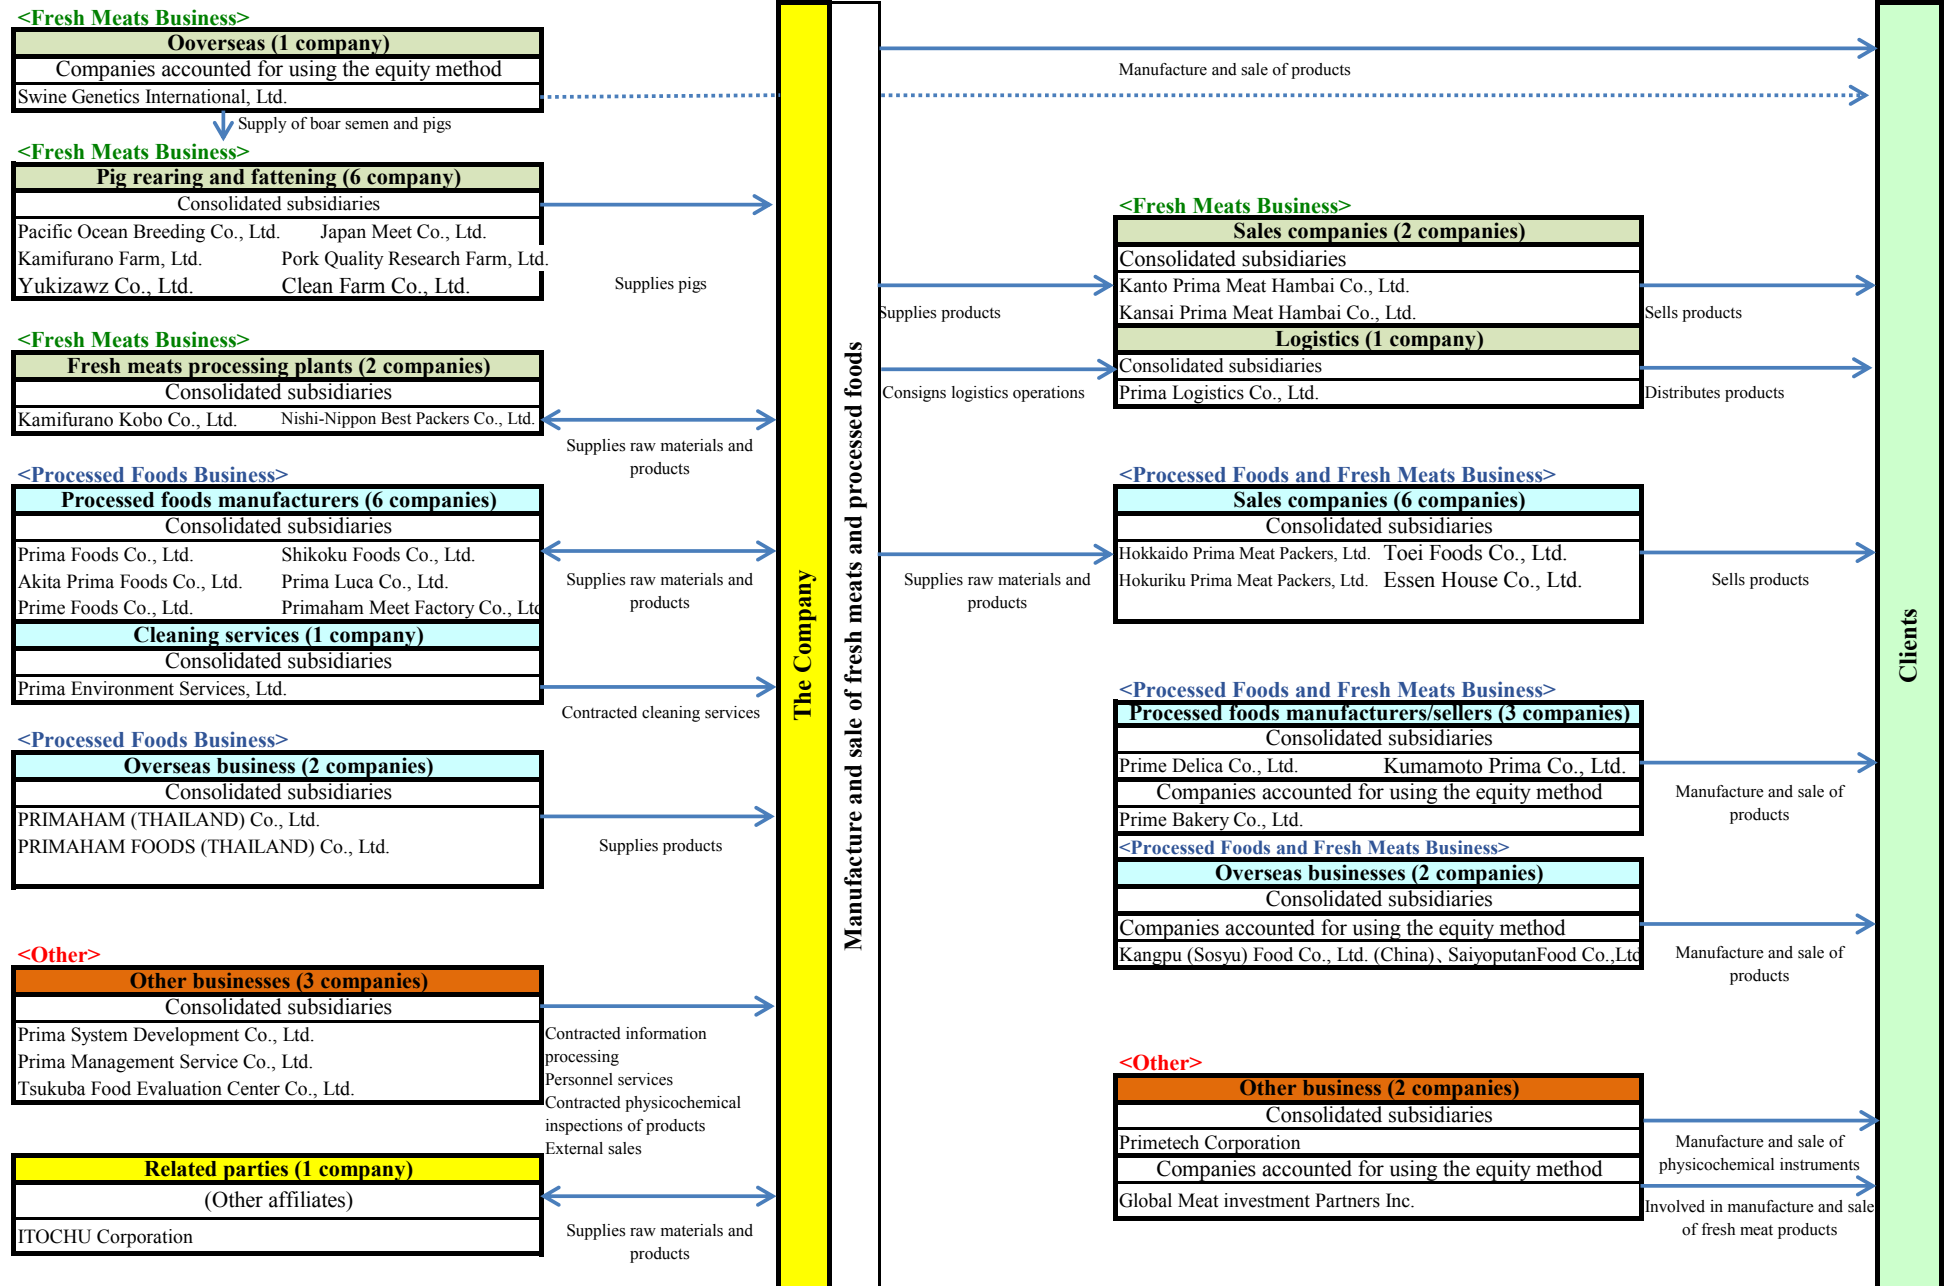 <Fresh Meats Business>
Ooverseas (1 company)
Companies accounted for using the equity method
Swine Genetics International, Ltd.
Supply of boar semen and pigs
<Fresh Meats Business>
Pig rearing and fattening (6 company)
Consolidated subsidiaries
Pacific Ocean Breeding Co., Ltd. Japan Meet Co., Ltd.
Kamifurano Farm, Ltd. Pork Quality Research Farm, Ltd.
Yukizawz Co., Ltd. Clean Farm Co., Ltd.
Supplies pigs
<Fresh Meats Business>
Fresh meats processing plants (2 companies)
Consolidated subsidiaries
Kamifurano Kobo Co., Ltd. Nishi-Nippon Best Packers Co., Ltd.
Supplies raw materials and
products
<Processed Foods Business>
Processed foods manufacturers (6 companies)
Consolidated subsidiaries
Prima Foods Co., Ltd. Shikoku Foods Co., Ltd.
Akita Prima Foods Co., Ltd. Prima Luca Co., Ltd.
Prime Foods Co., Ltd. Primaham Meet Factory Co., Ltd
Supplies raw materials and
products
Cleaning services (1 company)
Consolidated subsidiaries
Prima Environment Services, Ltd.
Contracted cleaning services
<Processed Foods Business>
Overseas business (2 companies)
Consolidated subsidiaries
PRIMAHAM (THAILAND) Co., Ltd.
PRIMAHAM FOODS (THAILAND) Co., Ltd.
Supplies products
<Other>
Other businesses (3 companies)
Consolidated subsidiaries
Prima System Development Co., Ltd.
Prima Management Service Co., Ltd.
Tsukuba Food Evaluation Center Co., Ltd.
Contracted information
processing
Personnel services
Contracted physicochemical
inspections of products
External sales
Related parties (1 company)
(Other affiliates)
ITOCHU Corporation
Supplies raw materials and
products
The Company
Manufacture and sale of fresh meats and processed foods
Manufacture and sale of products
<Fresh Meats Business>
Sales companies (2 companies)
Consolidated subsidiaries
Kanto Prima Meat Hambai Co., Ltd.
Kansai Prima Meat Hambai Co., Ltd.
Supplies products
Sells products
Logistics (1 company)
Consolidated subsidiaries
Prima Logistics Co., Ltd.
Consigns logistics operations
Distributes products
<Processed Foods and Fresh Meats Business>
Sales companies (6 companies)
Consolidated subsidiaries
Hokkaido Prima Meat Packers, Ltd. Toei Foods Co., Ltd.
Hokuriku Prima Meat Packers, Ltd. Essen House Co., Ltd.
Supplies raw materials and
products
Sells products
<Processed Foods and Fresh Meats Business>
Processed foods manufacturers/sellers (3 companies)
Consolidated subsidiaries
Prime Delica Co., Ltd. Kumamoto Prima Co., Ltd.
Companies accounted for using the equity method
Prime Bakery Co., Ltd.
Manufacture and sale of
products
<Processed Foods and Fresh Meats Business>
Overseas businesses (2 companies)
Consolidated subsidiaries
Companies accounted for using the equity method
Kangpu (Sosyu) Food Co., Ltd. (China)、SaiyoputanFood Co.,Ltd
Manufacture and sale of
products
<Other>
Other business (2 companies)
Consolidated subsidiaries
Primetech Corporation
Manufacture and sale of
physicochemical instruments
Companies accounted for using the equity method
Global Meat investment Partners Inc.
Involved in manufacture and sale
of fresh meat products
Clients